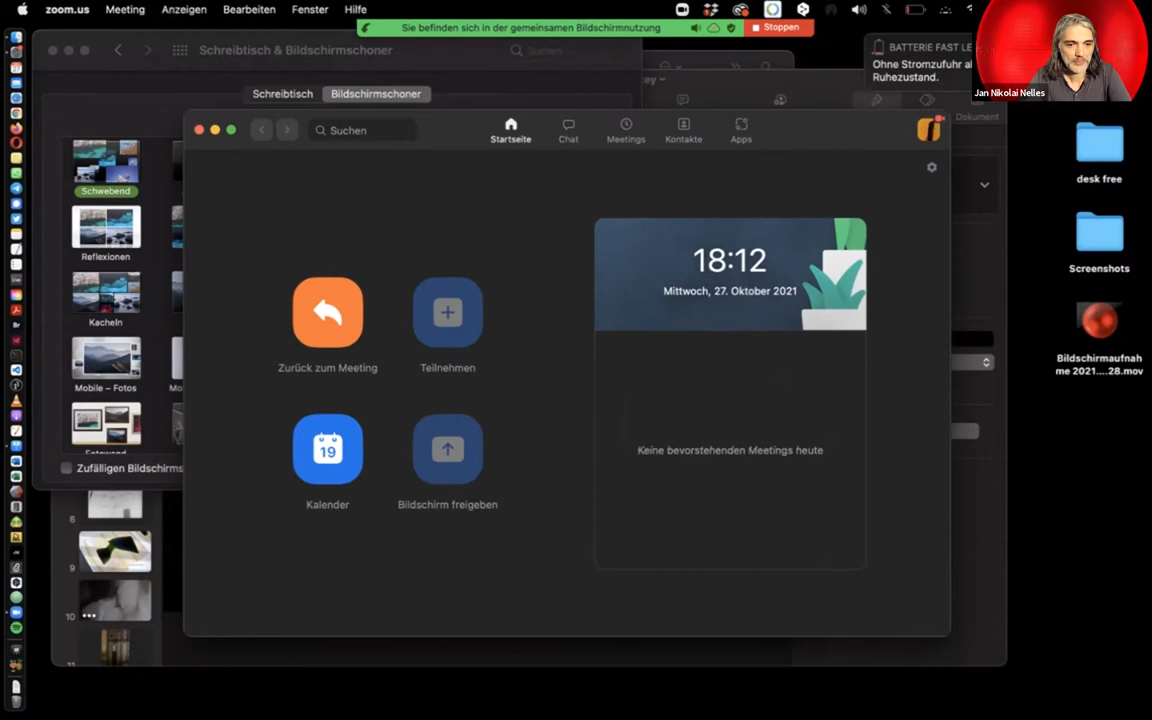 zoom.us Meeting Anzeigen Bearbeiten Fenster Hilfe
Sie befinden sich in der gemeinsamen Bildschirmnutzung
Stoppen
Schreibtisch & Bildschirmschoner
Suchen
BATTERIE FAST LE
Ohne Stromzufuhr al
Ruhezustand.
Jan Nikolai Nelles
Schreibtisch
Bildschirmschoner
Dokument
Suchen
Startseite
Chat
Meetings
Kontakte
Apps
Schwebend
Reflexionen
Kacheln
Mobile – Fotos
Mo
Zufälligen Bildschirms
8
9
10
11
18:12
Mittwoch, 27. Oktober 2021
Zurück zum Meeting
Teilnehmen
19
Kalender
Bildschirm freigeben
Keine bevorstehenden Meetings heute
desk free
Screenshots
Bildschirmaufnah
me 2021....28.mov